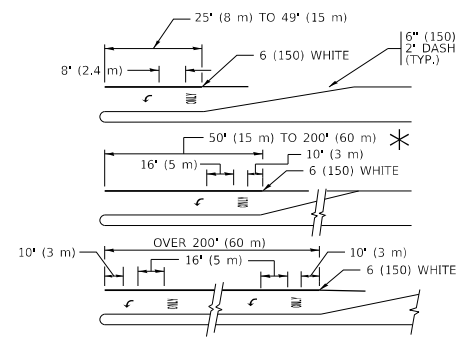 25' (8 m) TO 49' (15 m)
6" (150)
2' DASH
(TYP.)
6 (150) WHITE
8' (2.4 m)
ONLY
50' (15 m) TO 200' (60 m)
16' (5 m)
10' (3 m)
6 (150) WHITE
ONLY
OVER 200' (60 m)
10' (3 m)
16' (5 m)
10' (3 m)
6 (150) WHITE
ONLY
ONLY